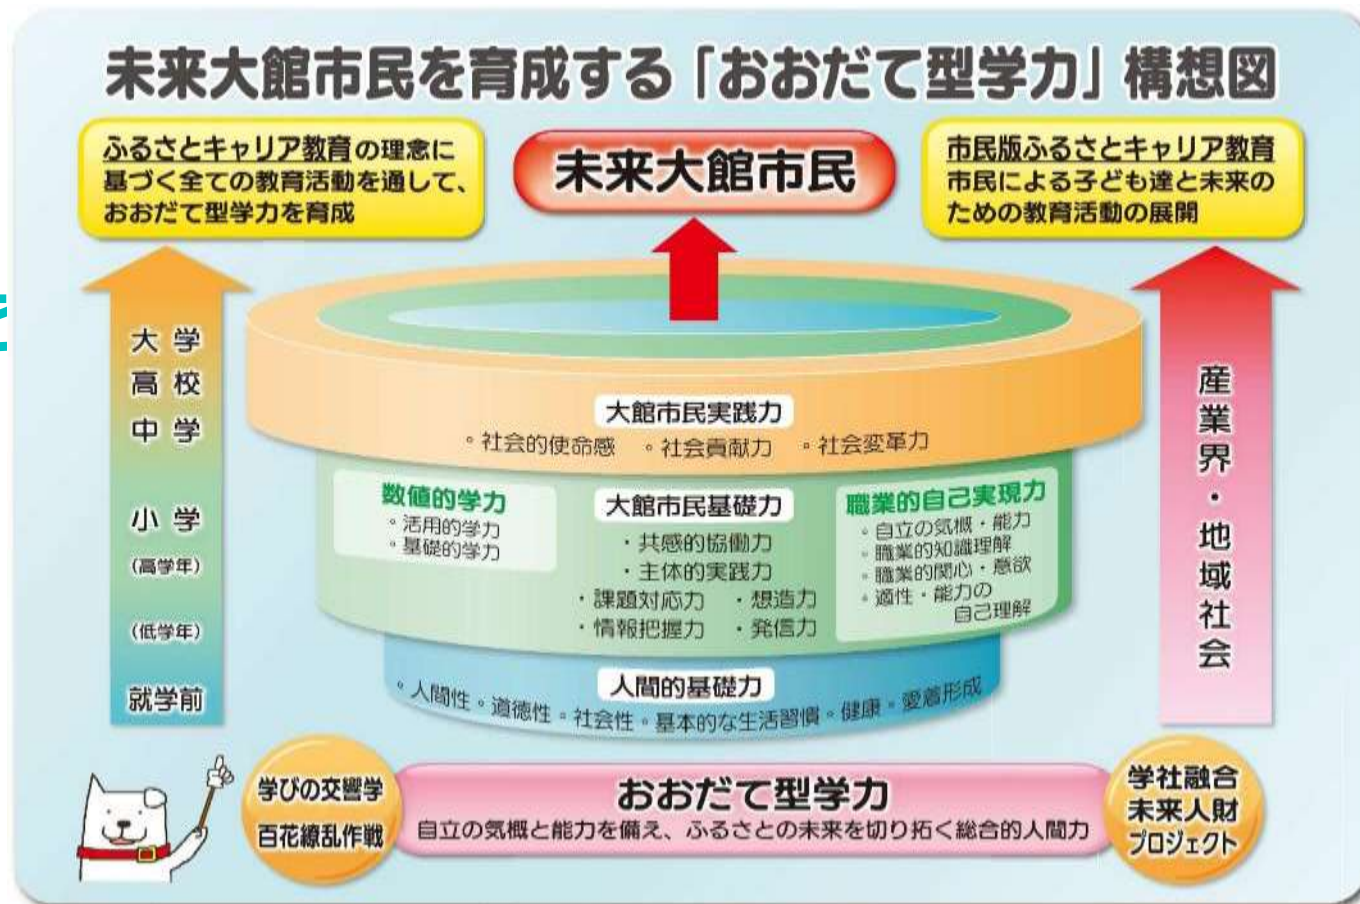 未来大館市民を育成する「おおだて型学力」構想図
ふるさとキャリア教育の理念に
基づく全ての教育活動を通して、
おおだて型学力を育成
未来大館市民
市民版ふるさとキャリア教育
市民による子ども達と未来の
ための教育活動の展開
大学
高校
中学
小学
(高学年)
(低学年)
就学前
大館市民実践力
。社会的使命感 。社会貢献力 。社会変革力
数値的学力
。活用的学力
。基礎的学力
大館市民基礎力
・共感的協働力
・主体的実践力
・課題対応力 ・想造力
・情報把握力 ・発信力
職業的自己実現力
。自立の気概・能力
。職業的知識理解
。職業的関心・意欲
。適性・能力の
自己理解
人間的基礎力
。人間性。道徳性。社会性。基本的な生活習慣。健康。愛着形成
産業界・地域社会
学びの交響学
百花繚乱作戦
おおだて型学力
自立の気概と能力を備え、ふるさとの未来を切り拓く総合的人間力
学社融合
未来人財
プロジェクト